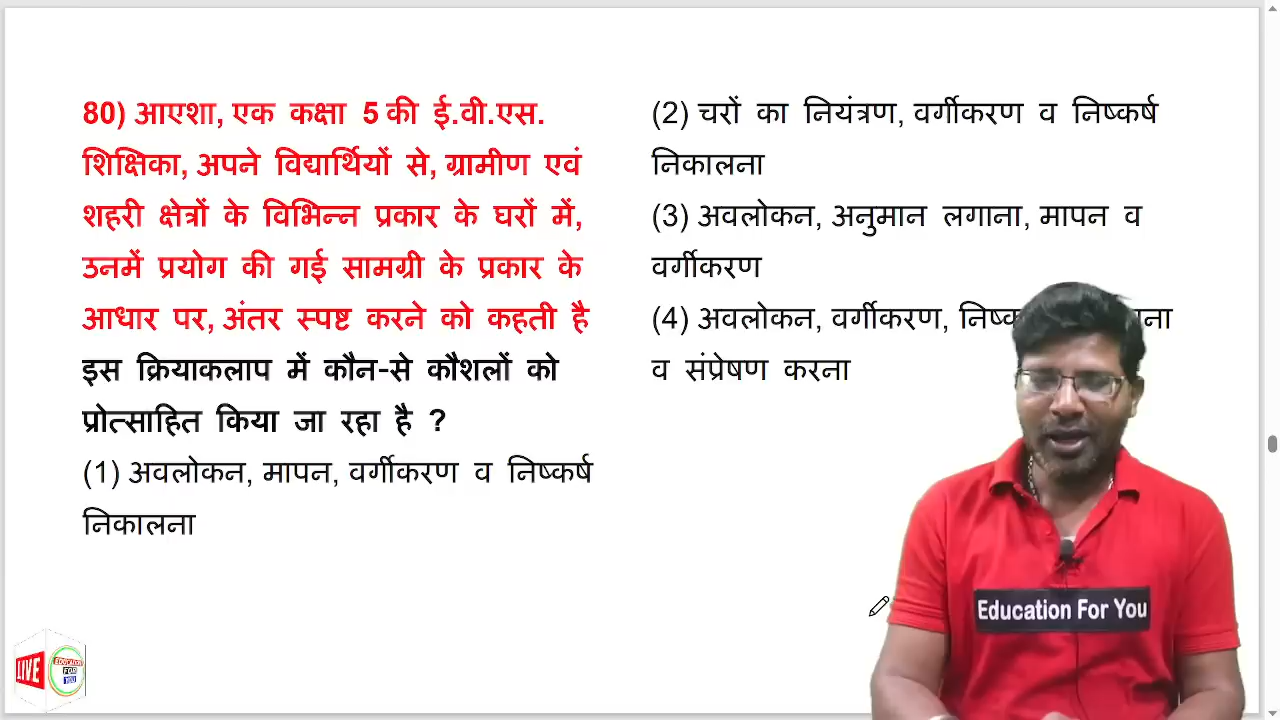 80) आएशा, एक कक्षा 5 की ई.वी.एस.
शिक्षिका, अपने विद्यार्थियों से, ग्रामीण एवं
शहरी क्षेत्रों के विभिन्न प्रकार के घरों में,
उनमें प्रयोग की गई सामग्री के प्रकार के
आधार पर, अंतर स्पष्ट करने को कहती है
इस क्रियाकलाप में कौन-से कौशलों को
प्रोत्साहित किया जा रहा है ?
(1) अवलोकन, मापन, वर्गीकरण व निष्कर्ष
निकालना
(2) चरों का नियंत्रण, वर्गीकरण व निष्कर्ष
निकालना
(3) अवलोकन, अनुमान लगाना, मापन व
वर्गीकरण
(4) अवलोकन, वर्गीकरण,
व संप्रेषण करना
Education For You
LIVE
EDUCATION
FOR
YOU